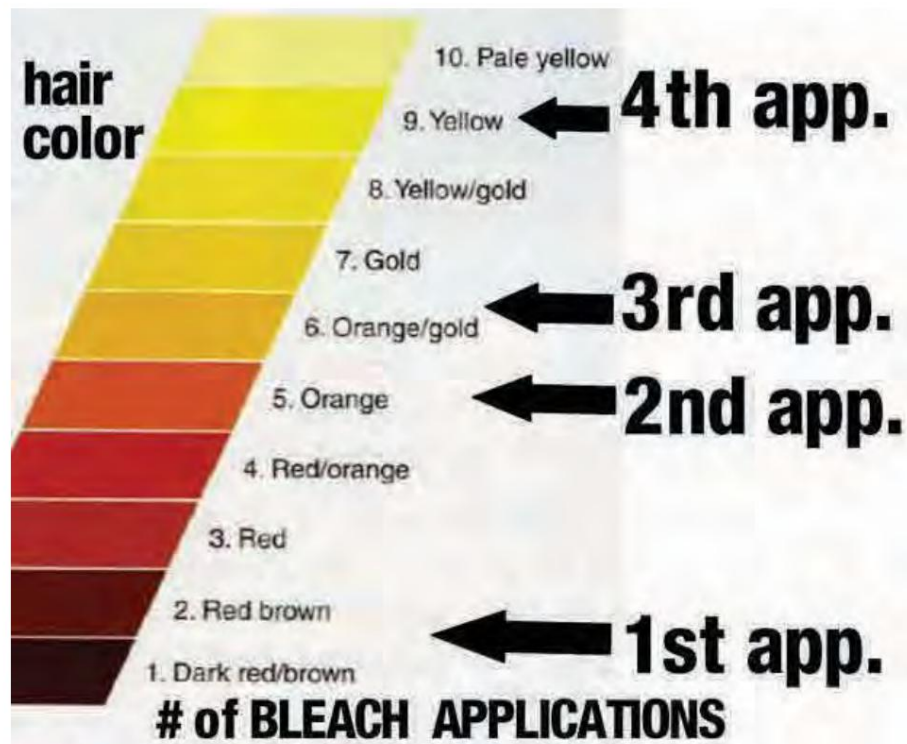 hair
color
10. Pale yellow
9. Yellow
4th app.
8. Yellow/gold
7. Gold
3rd app.
6. Orange/gold
5. Orange
2nd app.
4. Red/orange
3. Red
2. Red brown
1st app.
1. Dark red/brown
# of BLEACH APPLICATIONS